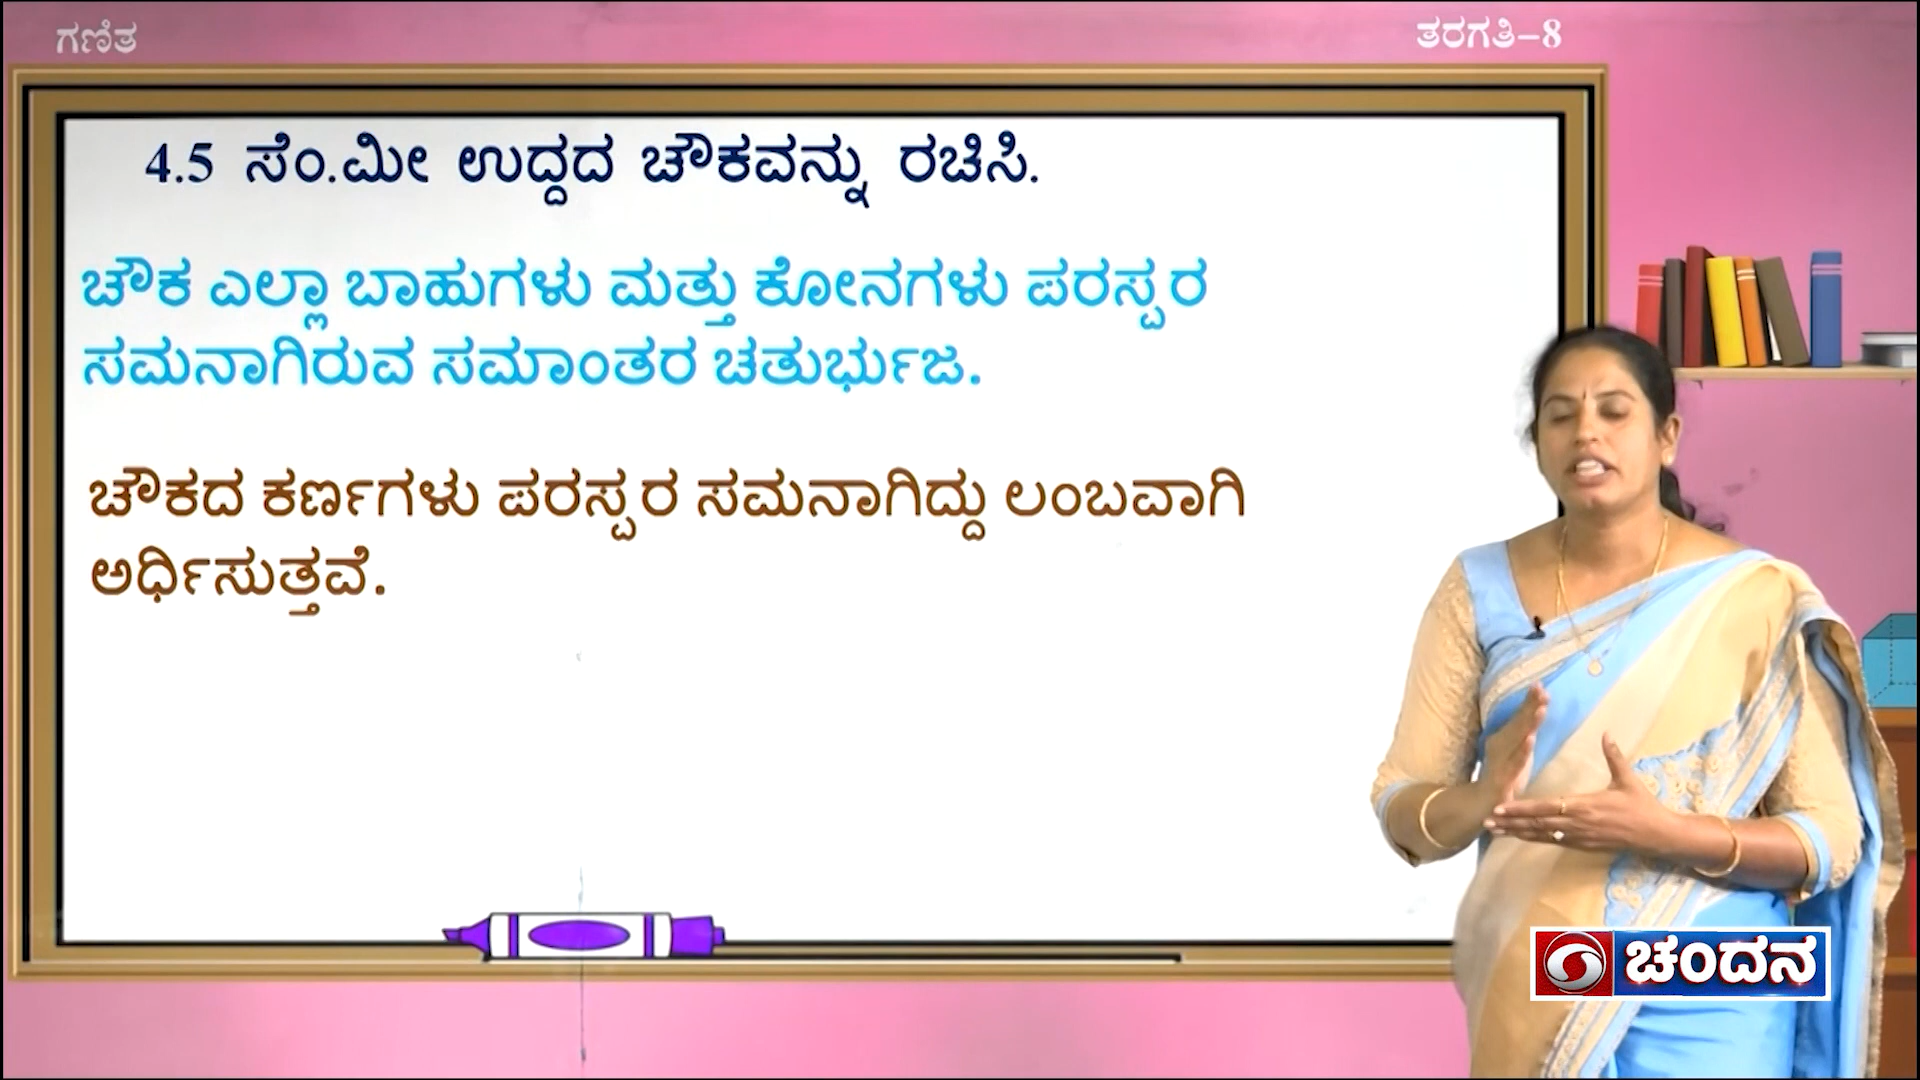 ಗಣಿತ
ತರಗತಿ-8
4.5 ಸೆಂ.ಮೀ ಉದ್ದದ ಚೌಕವನ್ನು ರಚಿಸಿ.
ಚೌಕ ಎಲ್ಲಾ ಬಾಹುಗಳು ಮತ್ತು ಕೋನಗಳು ಪರಸ್ಪರ
ಸಮನಾಗಿರುವ ಸಮಾಂತರ ಚತುರ್ಭುಜ.
ಚೌಕದ ಕರ್ಣಗಳು ಪರಸ್ಪರ ಸಮನಾಗಿದ್ದು ಲಂಬವಾಗಿ
ಅರ್ಧಿಸುತ್ತವೆ.
ಚಂದನ